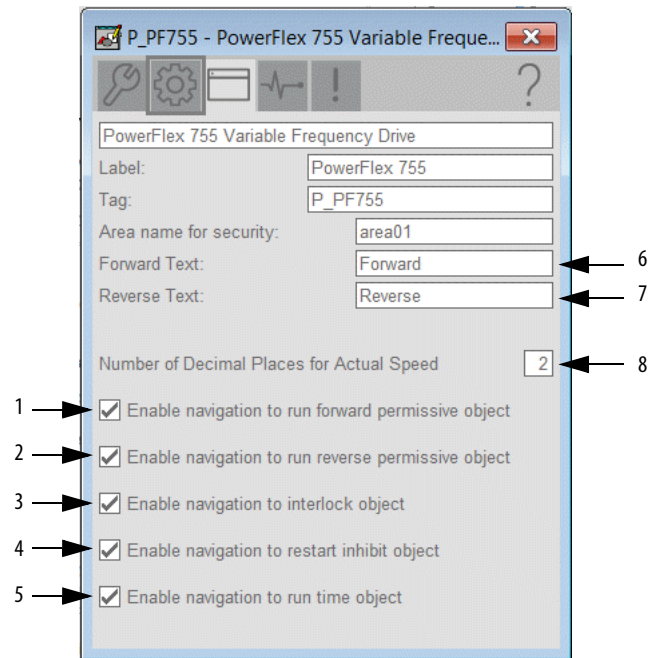 P_PF755 - PowerFlex 755 Variable Freque...
PowerFlex 755 Variable Frequency Drive
Label: PowerFlex 755
Tag: P_PF755
Area name for security: area01
Forward Text: Forward 6
Reverse Text: Reverse 7
Number of Decimal Places for Actual Speed 2 8
1 Enable navigation to run forward permissive object
2 Enable navigation to run reverse permissive object
3 Enable navigation to interlock object
4 Enable navigation to restart inhibit object
5 Enable navigation to run time object